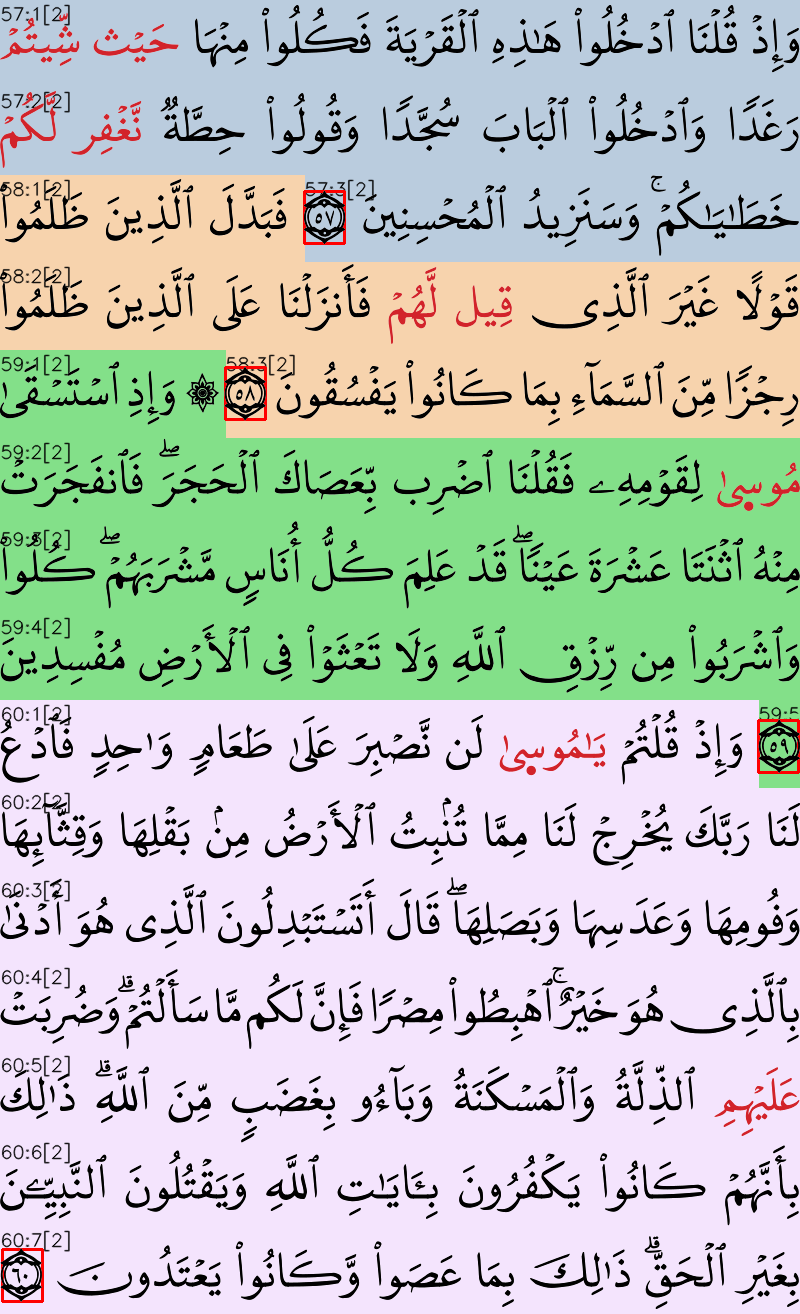 57:1[2] وَإِذْ قُلْنَا ٱدْخُلُوا۟ هَـٰذِهِ ٱلْقَرْيَةَ فَكُلُوا۟ مِنْهَا حَيْث شِّيتُمْ
57:2[2] رَغَدًا وَٱدْخُلُوا۟ ٱلْبَابَ سُجَّدًا وَقُولُوا۟ حِطَّةٌ نَّغْفِر لَّكُمْ
57:3[2] خَطَـٰيَـٰكُمْ ۚ وَسَنَزِيدُ ٱلْمُحْسِنِينَ ٥٧ 58:1[2] فَبَدَّلَ ٱلَّذِينَ ظَلَمُوا۟
58:2[2] قَوْلًا غَيْرَ ٱلَّذِى قِيل لَّهُمْ فَأَنزَلْنَا عَلَى ٱلَّذِينَ ظَلَمُوا۟
58:3[2] رِجْزًا مِّنَ ٱلسَّمَآءِ بِمَا كَانُوا۟ يَفْسُقُونَ ٥٨ 59:1[2] ۞ وَإِذِ ٱسْتَسْقَىٰ
59:2[2] مُوسٜىٰ لِقَوْمِهِۦ فَقُلْنَا ٱضْرِب بِّعَصَاكَ ٱلْحَجَرَ ۖ فَٱنفَجَرَتْ
59:3[2] مِنْهُ ٱثْنَتَا عَشْرَةَ عَيْنًا ۖ قَدْ عَلِمَ كُلُّ أُنَاسٍ مَّشْرَبَهُمْ ۖ كُلُوا۟
59:4[2] وَٱشْرَبُوا۟ مِن رِّزْقِ ٱللَّهِ وَلَا تَعْثَوْا۟ فِى ٱلْأَرْضِ مُفْسِدِينَ
59:5 ٥٩ 60:1[2] وَإِذْ قُلْتُمْ يَـٰمُوسٜىٰ لَن نَّصْبِرَ عَلَىٰ طَعَامٍ وَٰحِدٍ فَٱدْعُ
60:2[2] لَنَا رَبَّكَ يُخْرِجْ لَنَا مِمَّا تُنۢبِتُ ٱلْأَرْضُ مِنۢ بَقْلِهَا وَقِثَّآئِهَا
60:3[2] وَفُومِهَا وَعَدَسِهَا وَبَصَلِهَا ۖ قَالَ أَتَسْتَبْدِلُونَ ٱلَّذِى هُوَ أَدْنَىٰ
60:4[2] بِٱلَّذِى هُوَ خَيْرٌ ۚ ٱهْبِطُوا۟ مِصْرًا فَإِنَّ لَكُم مَّا سَأَلْتُمْ ۗ وَضُرِبَتْ
60:5[2] عَلَيْهِمِ ٱلذِّلَّةُ وَٱلْمَسْكَنَةُ وَبَآءُو بِغَضَبٍ مِّنَ ٱللَّهِ ۗ ذَٰلِكَ
60:6[2] بِأَنَّهُمْ كَانُوا۟ يَكْفُرُونَ بِـَٔايَـٰتِ ٱللَّهِ وَيَقْتُلُونَ ٱلنَّبِيِّـۧنَ
60:7[2] بِغَيْرِ ٱلْحَقِّ ۗ ذَٰلِكَ بِمَا عَصَوا۟ وَّكَانُوا۟ يَعْتَدُونَ ٦٠